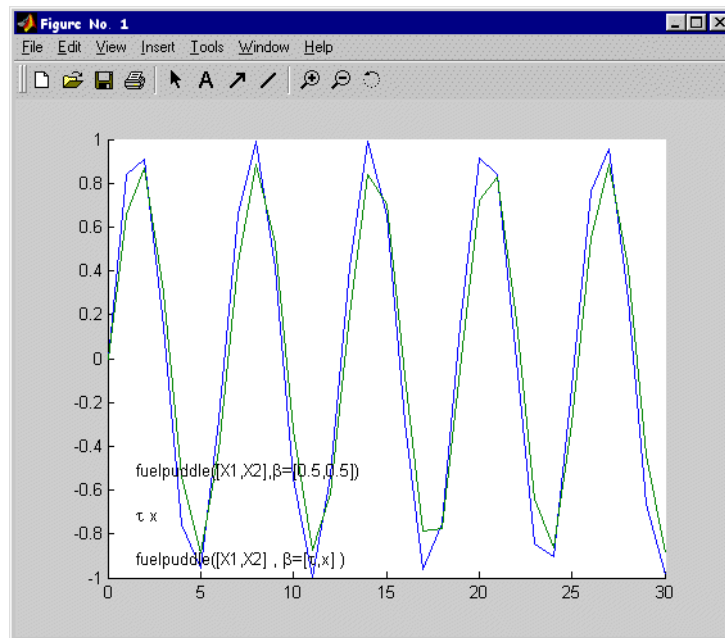 Figure No. 1
File Edit View Insert Tools Window Help
A
1
0.8
0.6
0.4
0.2
0
-0.2
-0.4
-0.6
-0.8
-1
fuelpuddle([X1,X2],β=[0.5,0.5])
τ x
fuelpuddle([X1,X2] , β=[τ,x] )
0 5 10 15 20 25 30